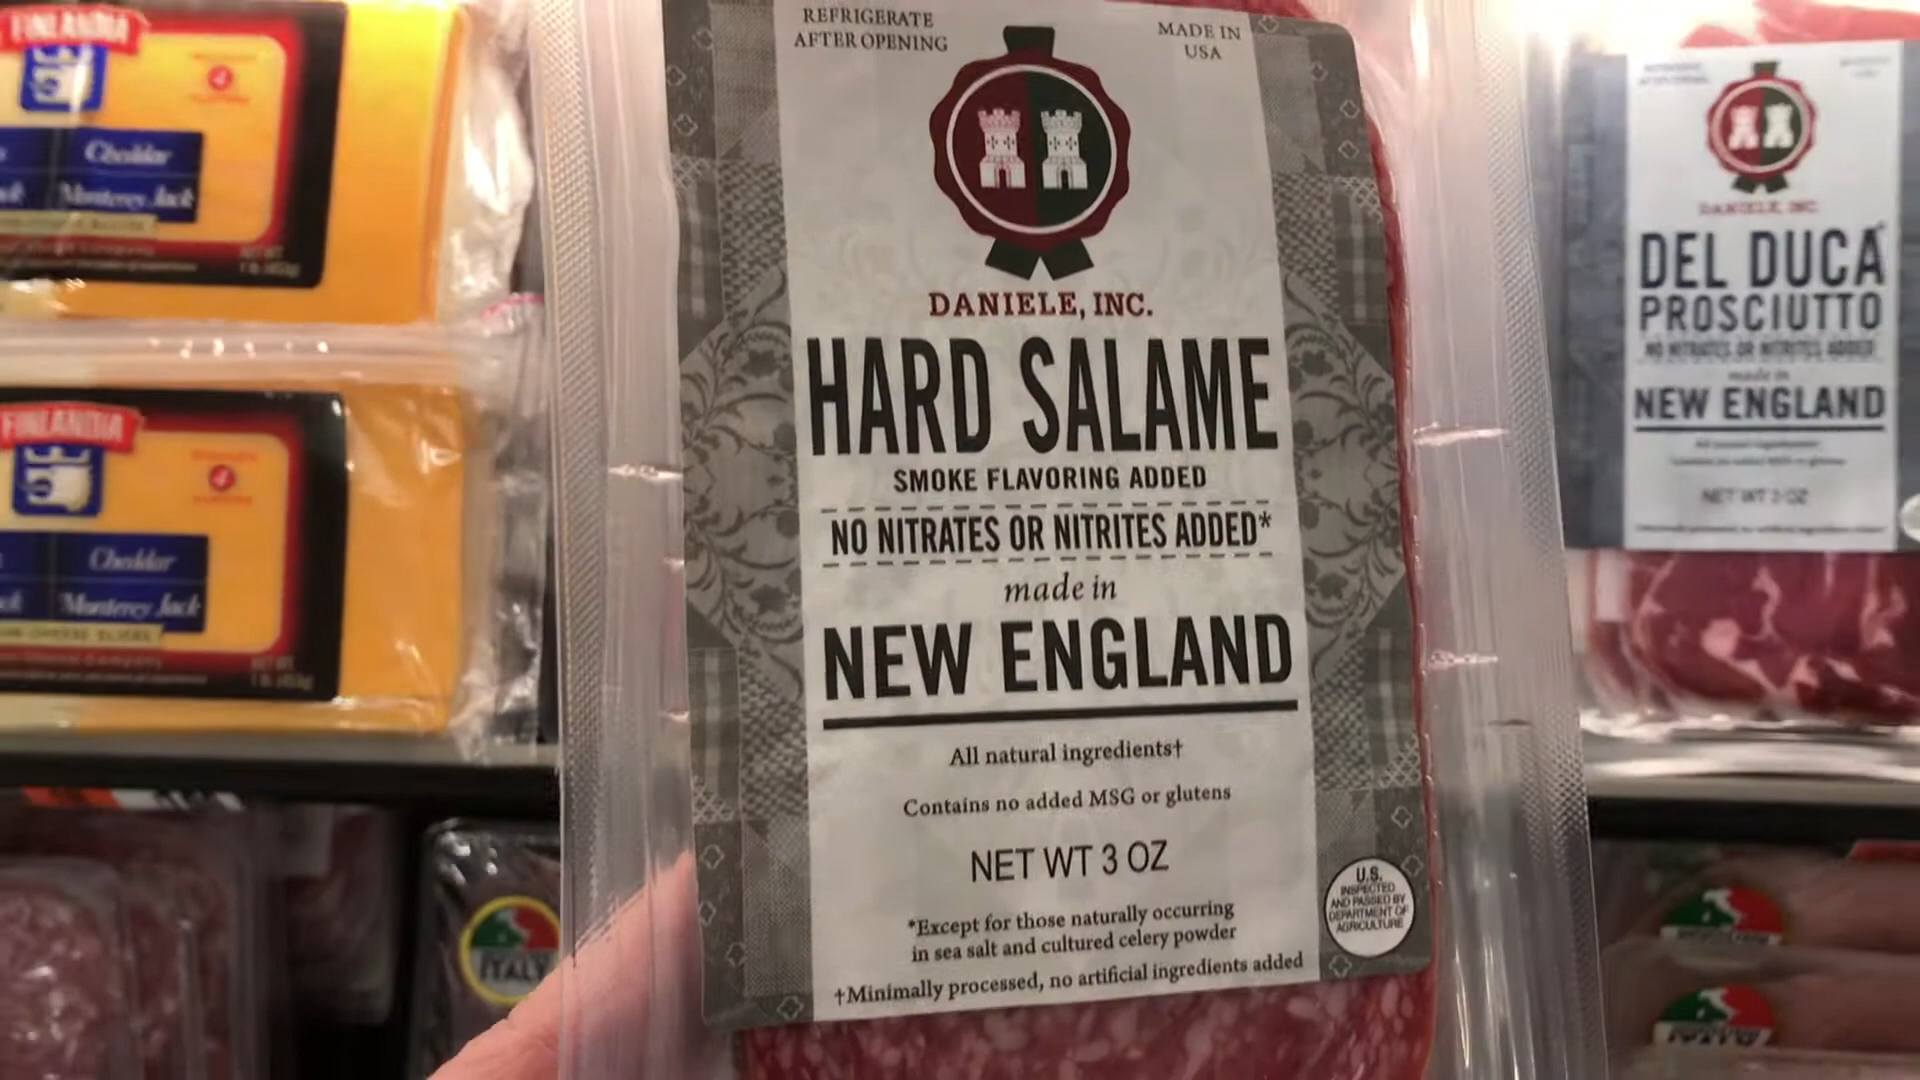 FINLANDIA
Cheddar
Monterey Jack
FINLANDIA
Cheddar
Monterey Jack
REFRIGERATE
AFTER OPENING
MADE IN
USA
DANIELE, INC.
HARD SALAME
SMOKE FLAVORING ADDED
NO NITRATES OR NITRITES ADDED*
made in
NEW ENGLAND
All natural ingredients†
Contains no added MSG or glutens
NET WT 3 OZ
*Except for those naturally occurring
in sea salt and cultured celery powder
†Minimally processed, no artificial ingredients added
U.S.
INSPECTED
AND PASSED BY
DEPARTMENT OF
AGRICULTURE
DANIELE, INC.
DEL DUCA
PROSCIUTTO
NO NITRATES OR NITRITES ADDED
made in
NEW ENGLAND
NET WT 3 OZ
ITALY